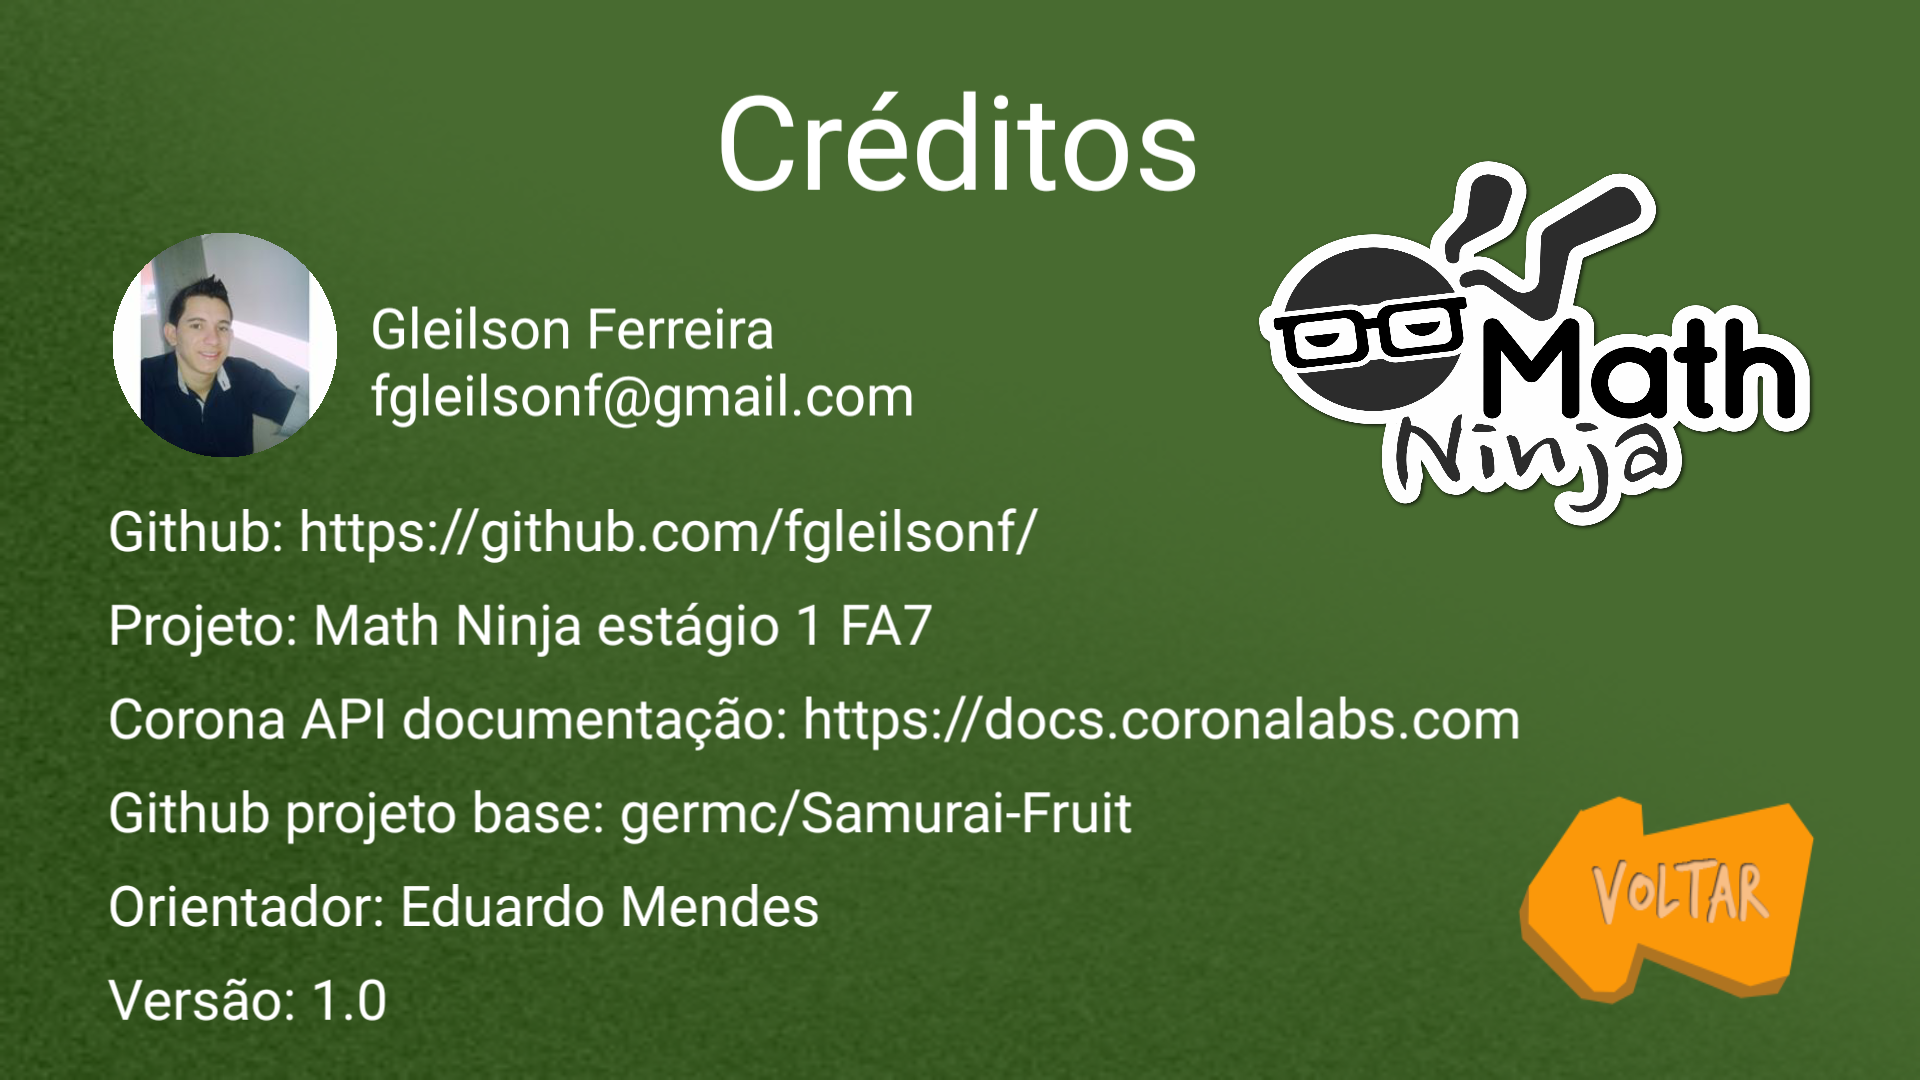 Créditos
Gleilson Ferreira
fgleilsonf@gmail.com
Math
Ninja
Github: https://github.com/fgleilsonf/
Projeto: Math Ninja estágio 1 FA7
Corona API documentação: https://docs.coronalabs.com
Github projeto base: germc/Samurai-Fruit
Orientador: Eduardo Mendes
VOLTAR
Versão: 1.0